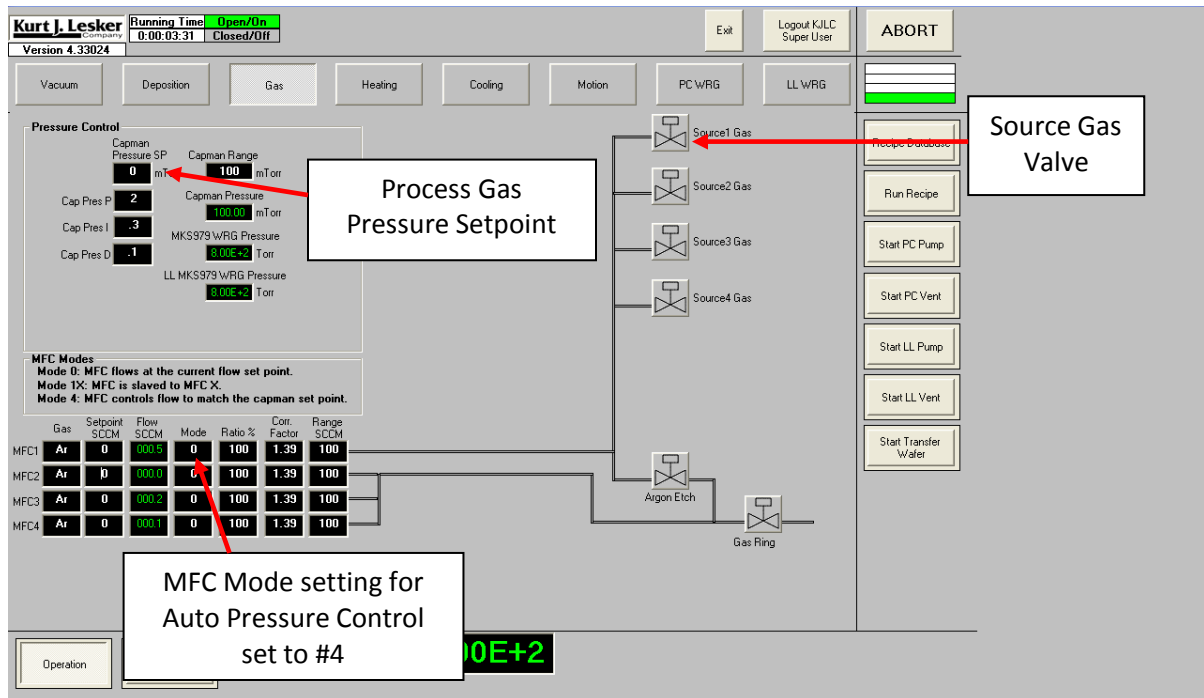 Kurt J. Lesker
Company
Version 4.33024
Running Time
0:00:03:31
Open/On
Closed/Off
Exit
Logout KJLC
Super User
ABORT
Vacuum
Deposition
Gas
Heating
Cooling
Motion
PC WRG
LL WRG
Pressure Control
Capman
Pressure SP
0
Capman Range
100 mTorr
Cap Pres P 2
Capman Pressure
100.00 mTorr
Cap Pres I .3
MKS979 WRG Pressure
8.00E+2 Torr
Cap Pres D .1
LL MKS979 WRG Pressure
8.00E+2 Torr
Process Gas
Pressure Setpoint
Source1 Gas
Source2 Gas
Source3 Gas
Source4 Gas
Source Gas
Valve
Recipe Database
Run Recipe
Start PC Pump
Start PC Vent
Start LL Pump
Start LL Vent
Start Transfer
Wafer
MFC Modes
Mode 0: MFC flows at the current flow set point.
Mode 1X: MFC is slaved to MFC X.
Mode 4: MFC controls flow to match the capman set point.
Gas Setpoint SCCM Flow SCCM Mode Ratio % Corr. Factor Range SCCM
MFC1 Ar 0 000.5 0 100 1.39 100
MFC2 Ar 0 000.0 0 100 1.39 100
MFC3 Ar 0 000.2 0 100 1.39 100
MFC4 Ar 0 000.1 0 100 1.39 100
Argon Etch
Gas Ring
MFC Mode setting for
Auto Pressure Control
set to #4
Operation
00E+2